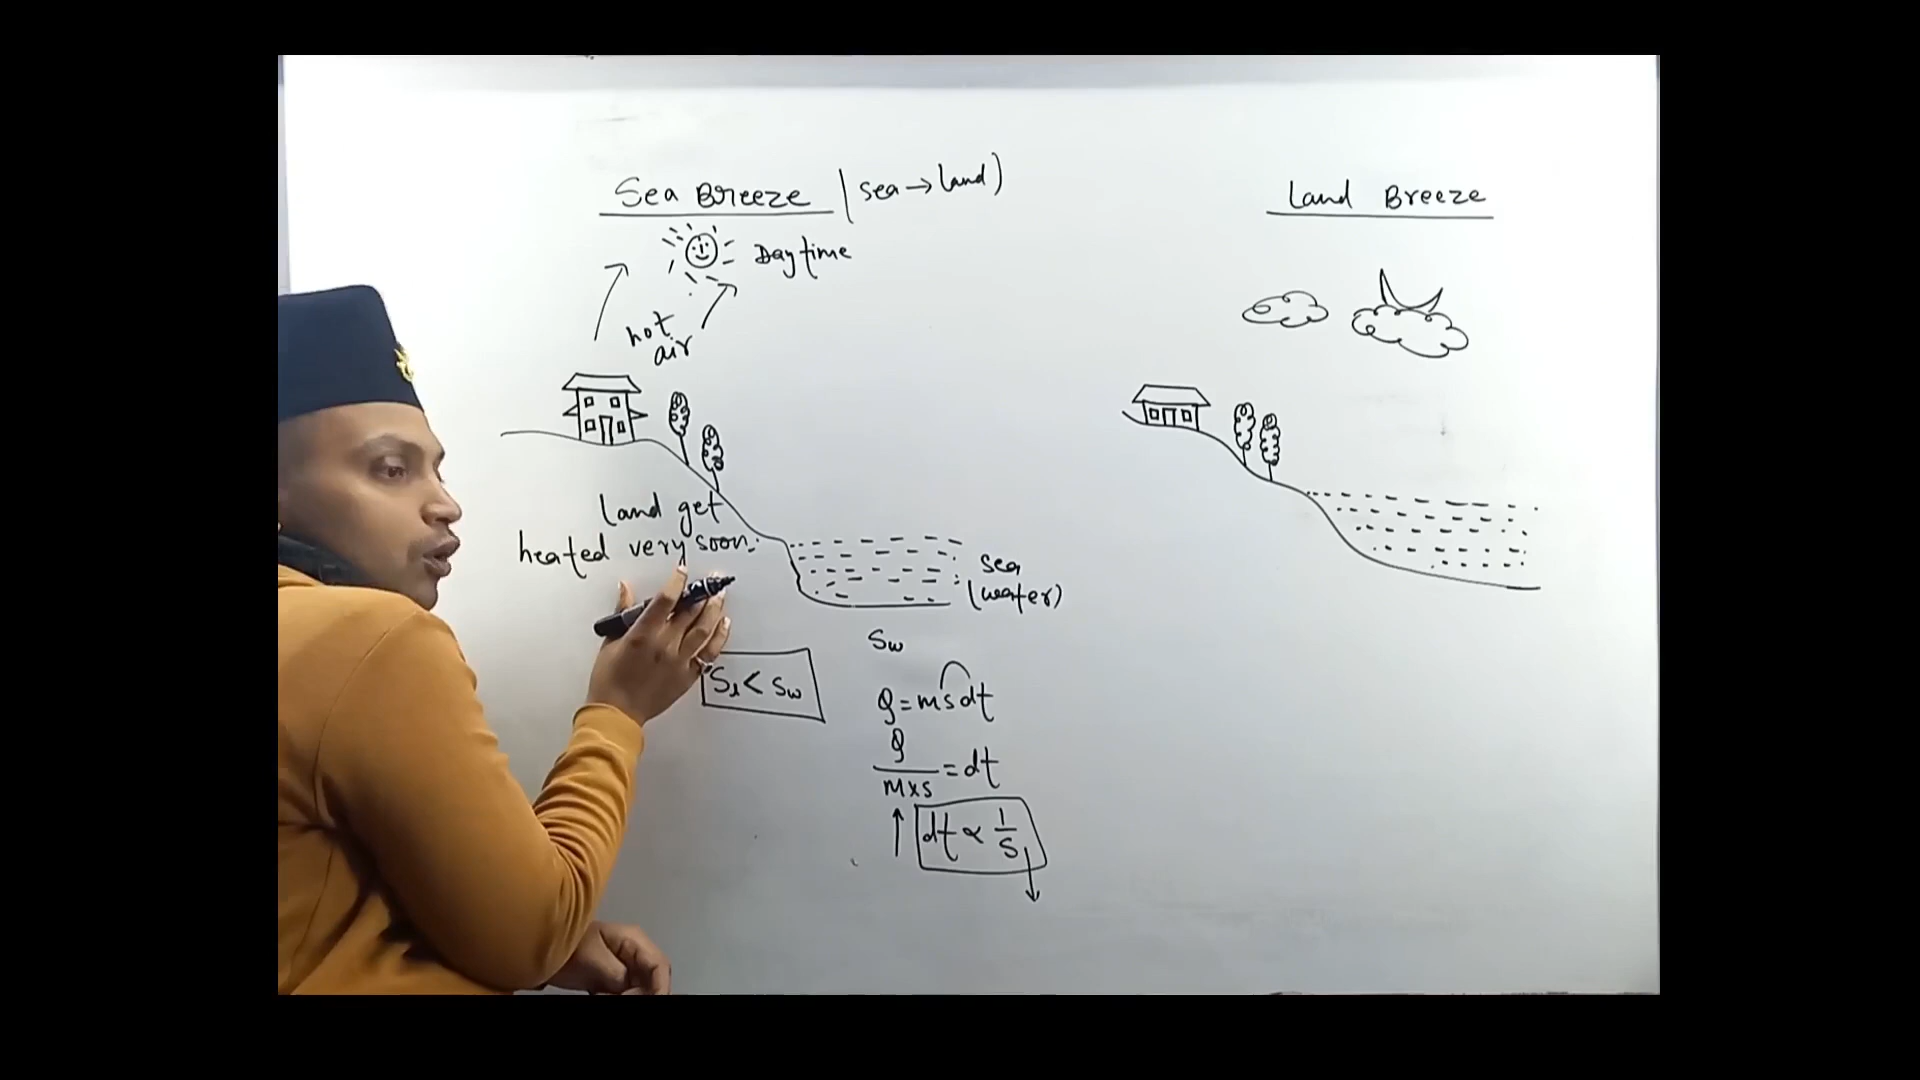 Sea Breeze (sea → land)
Day time
hot
air
land get
heated very soon.
sea
(water)
Sw
Sl < Sw
Q = msdt
Q/m×s = dt
dt ∝ 1/s
Land Breeze